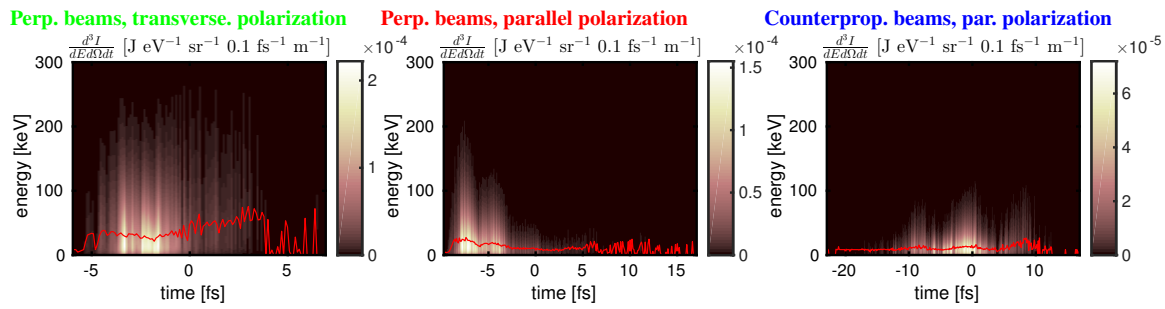 Perp. beams, transverse. polarization
Perp. beams, parallel polarization
Counterprop. beams, par. polarization
d³I/dEdΩdt [J eV⁻¹ sr⁻¹ 0.1 fs⁻¹ m⁻¹]
×10⁻⁴
d³I/dEdΩdt [J eV⁻¹ sr⁻¹ 0.1 fs⁻¹ m⁻¹]
×10⁻⁴
d³I/dEdΩdt [J eV⁻¹ sr⁻¹ 0.1 fs⁻¹ m⁻¹]
×10⁻⁵
energy [keV]
300
200
100
0
-5 0 5
time [fs]
2
1
0
energy [keV]
300
200
100
0
-5 0 5 10 15
time [fs]
1.5
1
0.5
0
energy [keV]
300
200
100
0
-20 -10 0 10
time [fs]
6
4
2
0